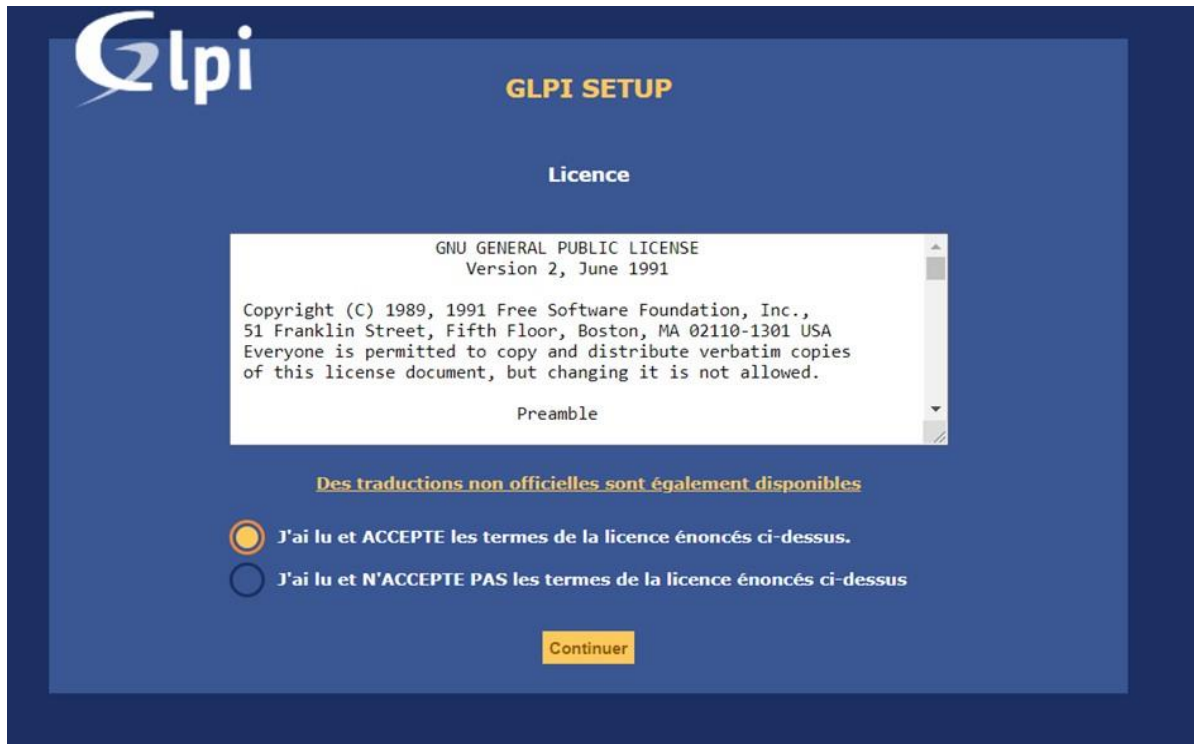 Glpi
GLPI SETUP
Licence
GNU GENERAL PUBLIC LICENSE
Version 2, June 1991
Copyright (C) 1989, 1991 Free Software Foundation, Inc.,
51 Franklin Street, Fifth Floor, Boston, MA 02110-1301 USA
Everyone is permitted to copy and distribute verbatim copies
of this license document, but changing it is not allowed.
Preamble
Des traductions non officielles sont également disponibles
J'ai lu et ACCEPTE les termes de la licence énoncés ci-dessus.
J'ai lu et N'ACCEPTE PAS les termes de la licence énoncés ci-dessus
Continuer